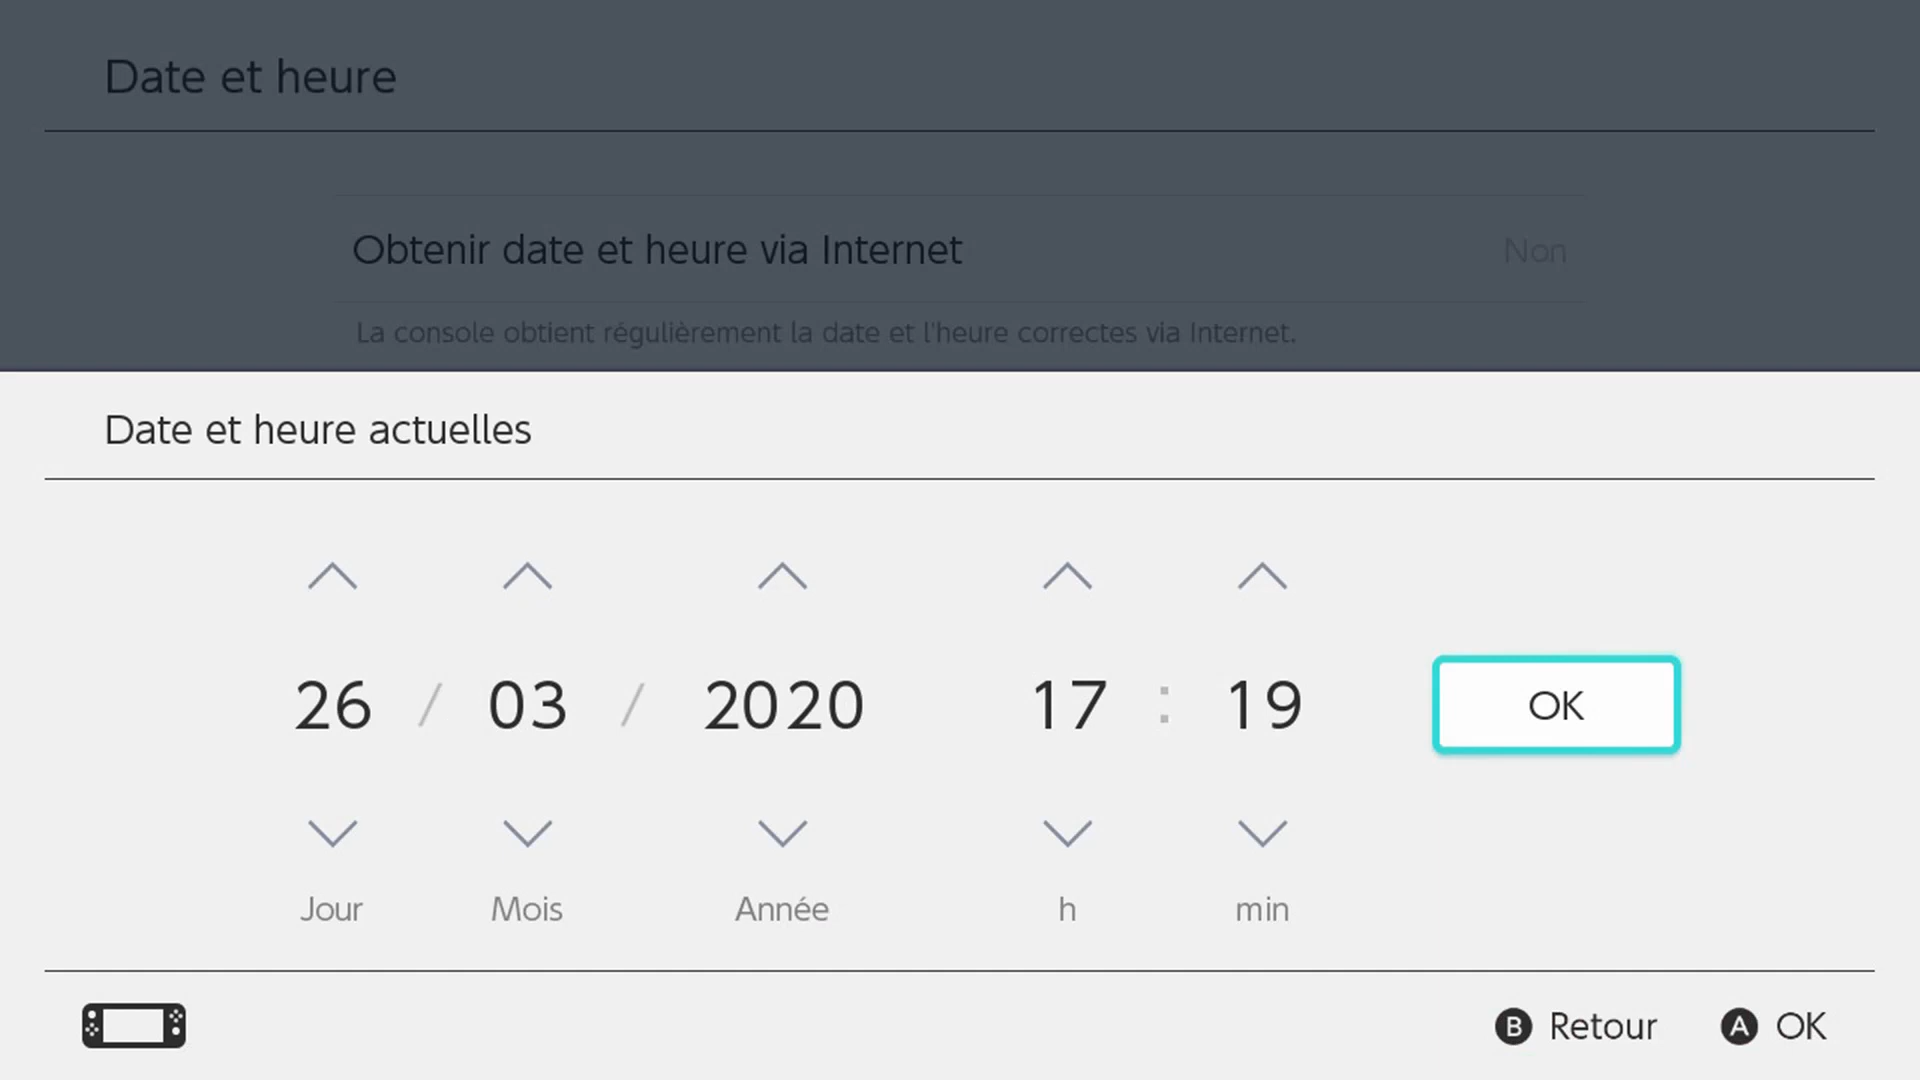 Date et heure
Obtenir date et heure via Internet Non
La console obtient régulièrement la date et l'heure correctes via Internet.
Date et heure actuelles
26 / 03 / 2020 17 : 19 OK
Jour Mois Année h min
B Retour A OK